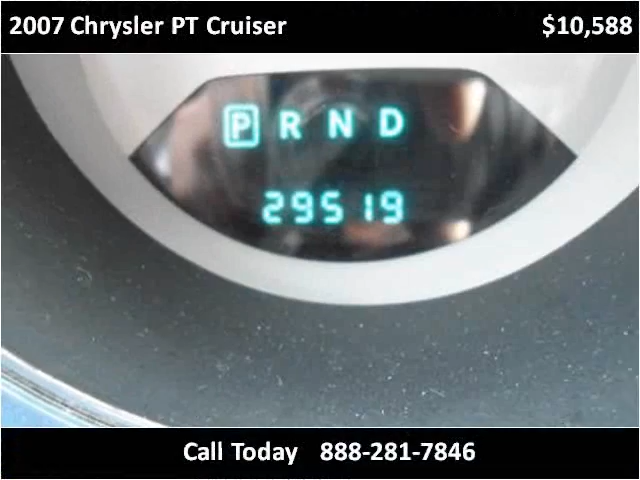 2007 Chrysler PT Cruiser $10,588
P R N D
29519
Call Today 888-281-7846